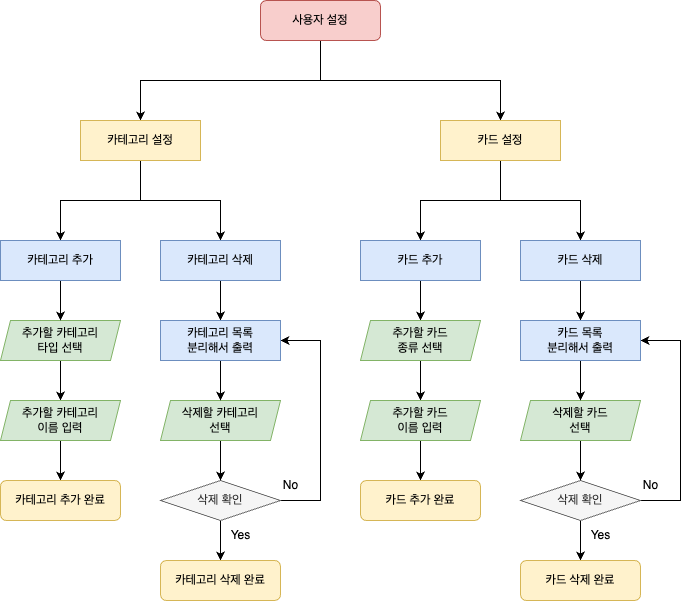 사용자 설정
카테고리 설정
카드 설정
카테고리 추가
카테고리 삭제
카드 추가
카드 삭제
추가할 카테고리
타입 선택
카테고리 목록
분리해서 출력
추가할 카드
종류 선택
카드 목록
분리해서 출력
추가할 카테고리
이름 입력
삭제할 카테고리
선택
추가할 카드
이름 입력
삭제할 카드
선택
카테고리 추가 완료
삭제 확인
No
카드 추가 완료
삭제 확인
No
Yes
Yes
카테고리 삭제 완료
카드 삭제 완료